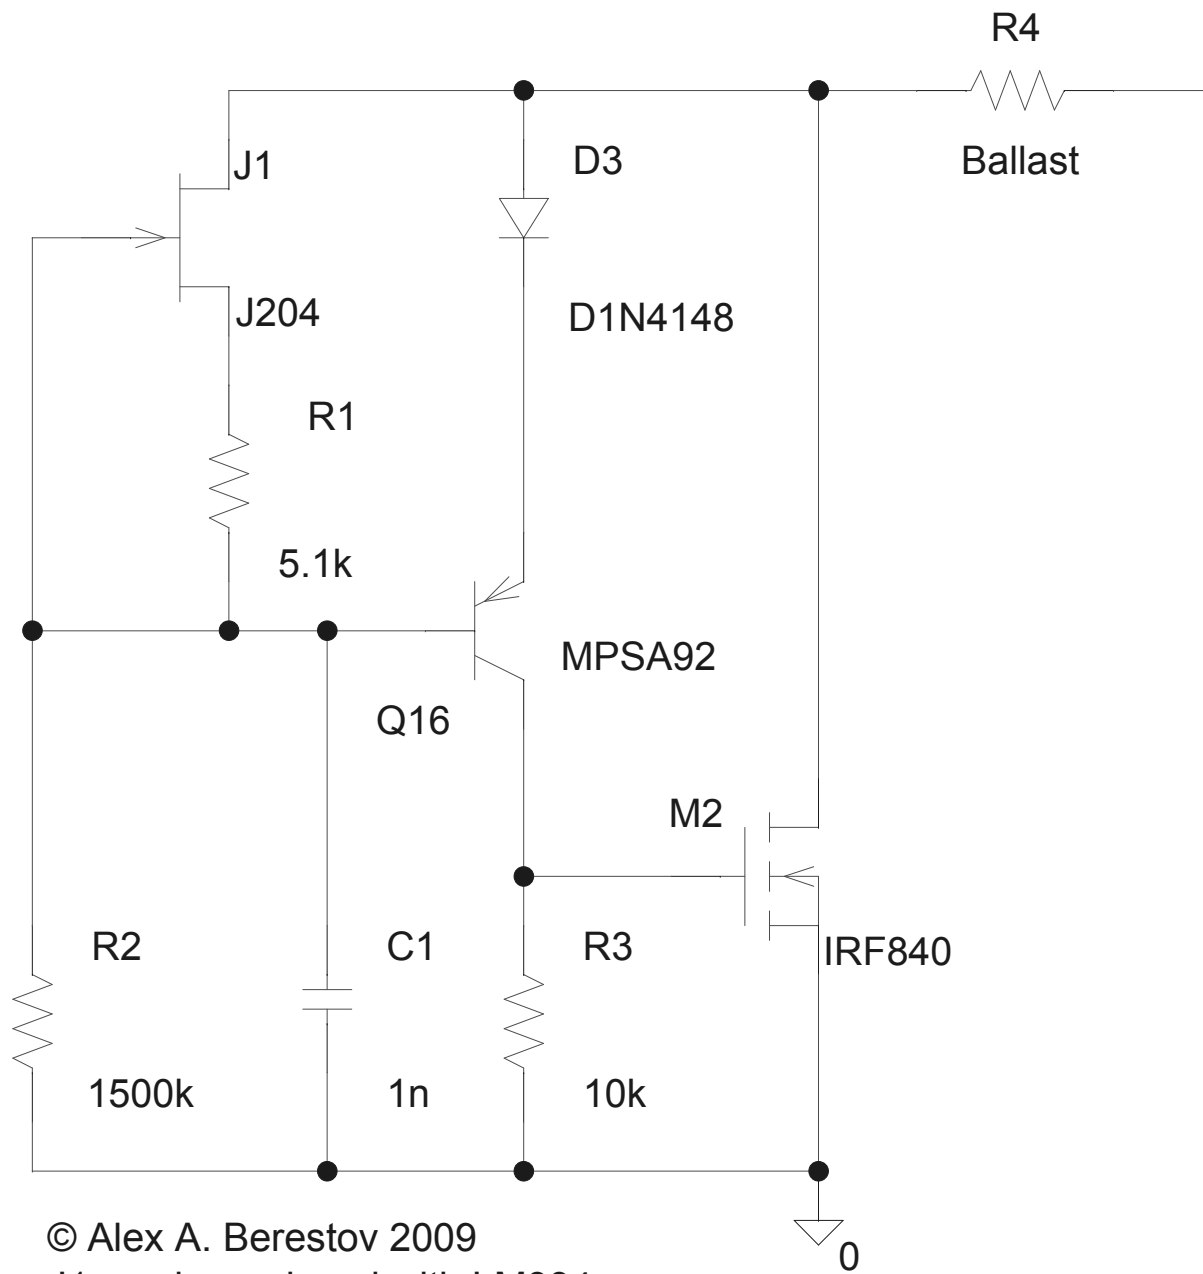 R4
J1
D3
Ballast
J204
D1N4148
R1
5.1k
MPSA92
Q16
M2
R2
C1
R3
IRF840
1500k
1n
10k
© Alex A. Berestov 2009
0